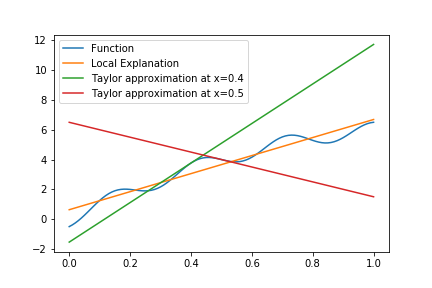 12
10
8
6
4
2
0
−2
Function
Local Explanation
Taylor approximation at x=0.4
Taylor approximation at x=0.5
0.0 0.2 0.4 0.6 0.8 1.0